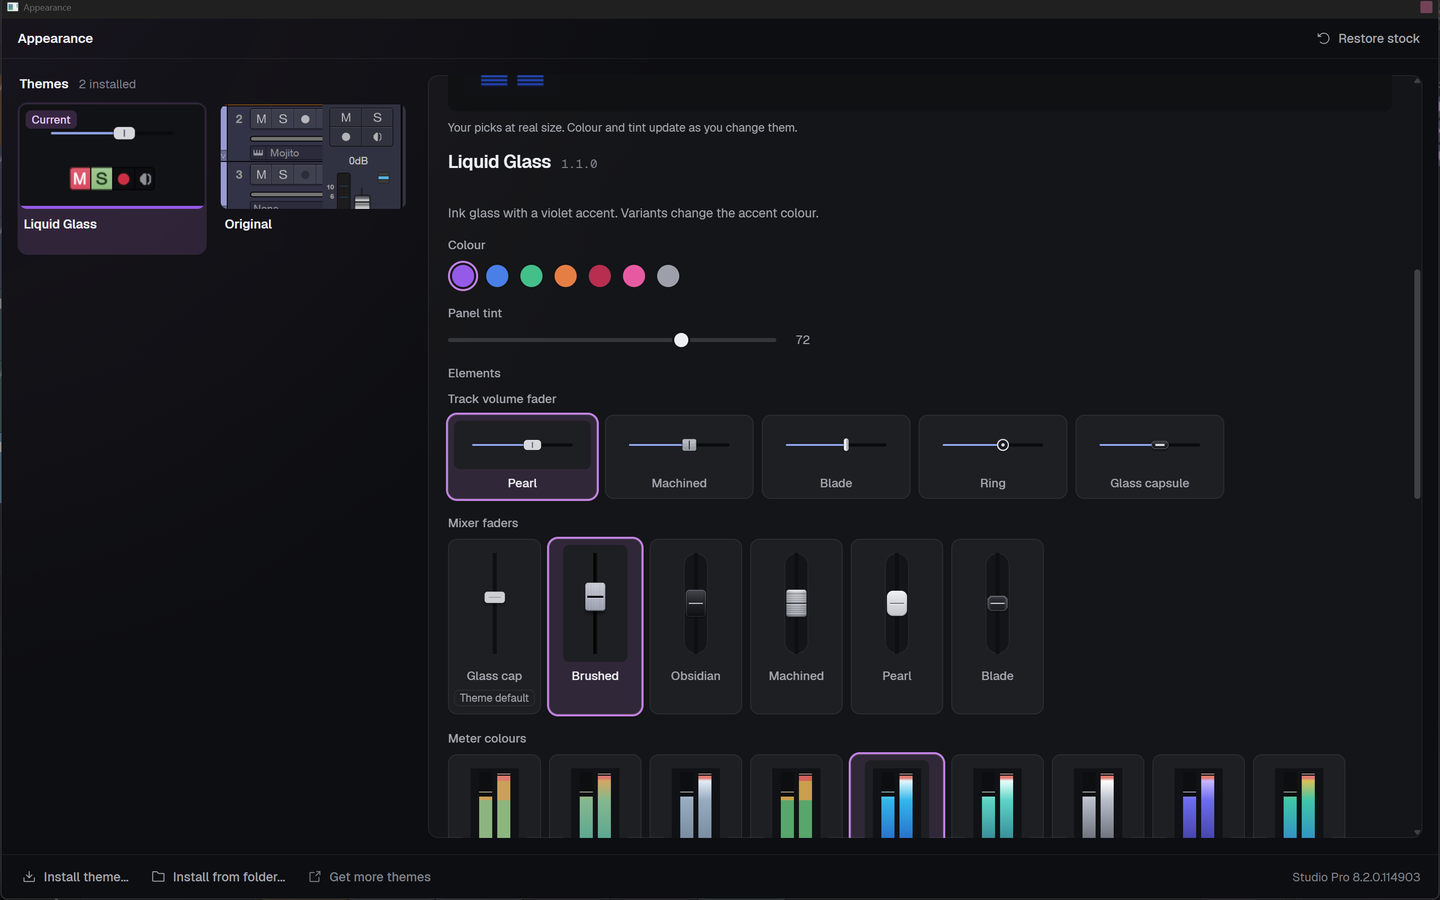 Appearance
Appearance
Restore stock
Themes 2 installed
Current
M S
Liquid Glass
2 M S
Mojito
3 M S
None
M S
0dB
10
6
Original
Your picks at real size. Colour and tint update as you change them.
Liquid Glass 1.1.0
Ink glass with a violet accent. Variants change the accent colour.
Colour
Panel tint
72
Elements
Track volume fader
Pearl
Machined
Blade
Ring
Glass capsule
Mixer faders
Glass cap
Theme default
Brushed
Obsidian
Machined
Pearl
Blade
Meter colours
Install theme...
Install from folder...
Get more themes
Studio Pro 8.2.0.114903